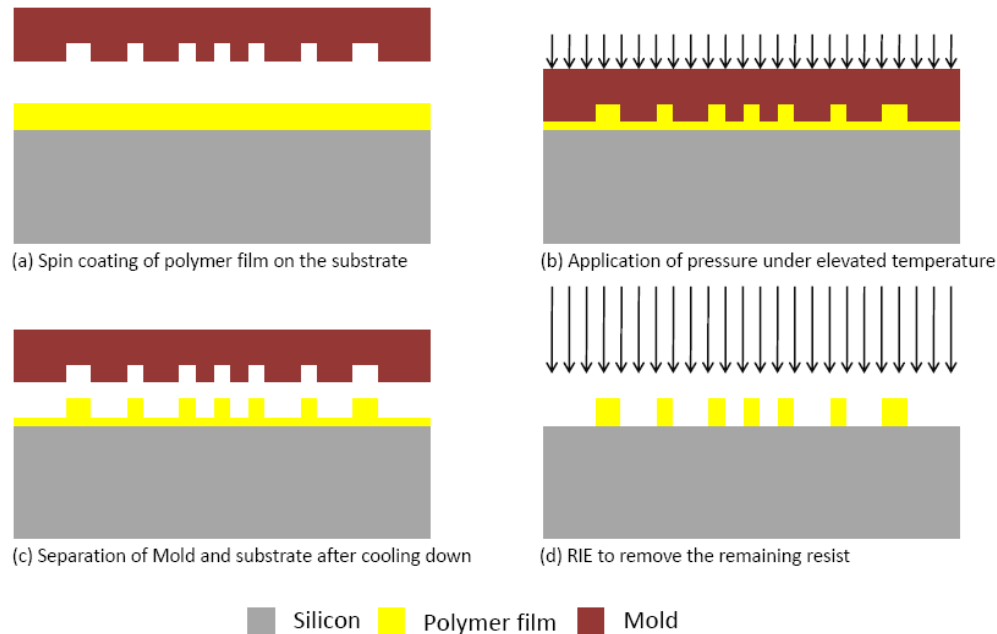 (a) Spin coating of polymer film on the substrate
(b) Application of pressure under elevated temperature
(c) Separation of Mold and substrate after cooling down
(d) RIE to remove the remaining resist
Silicon Polymer film Mold